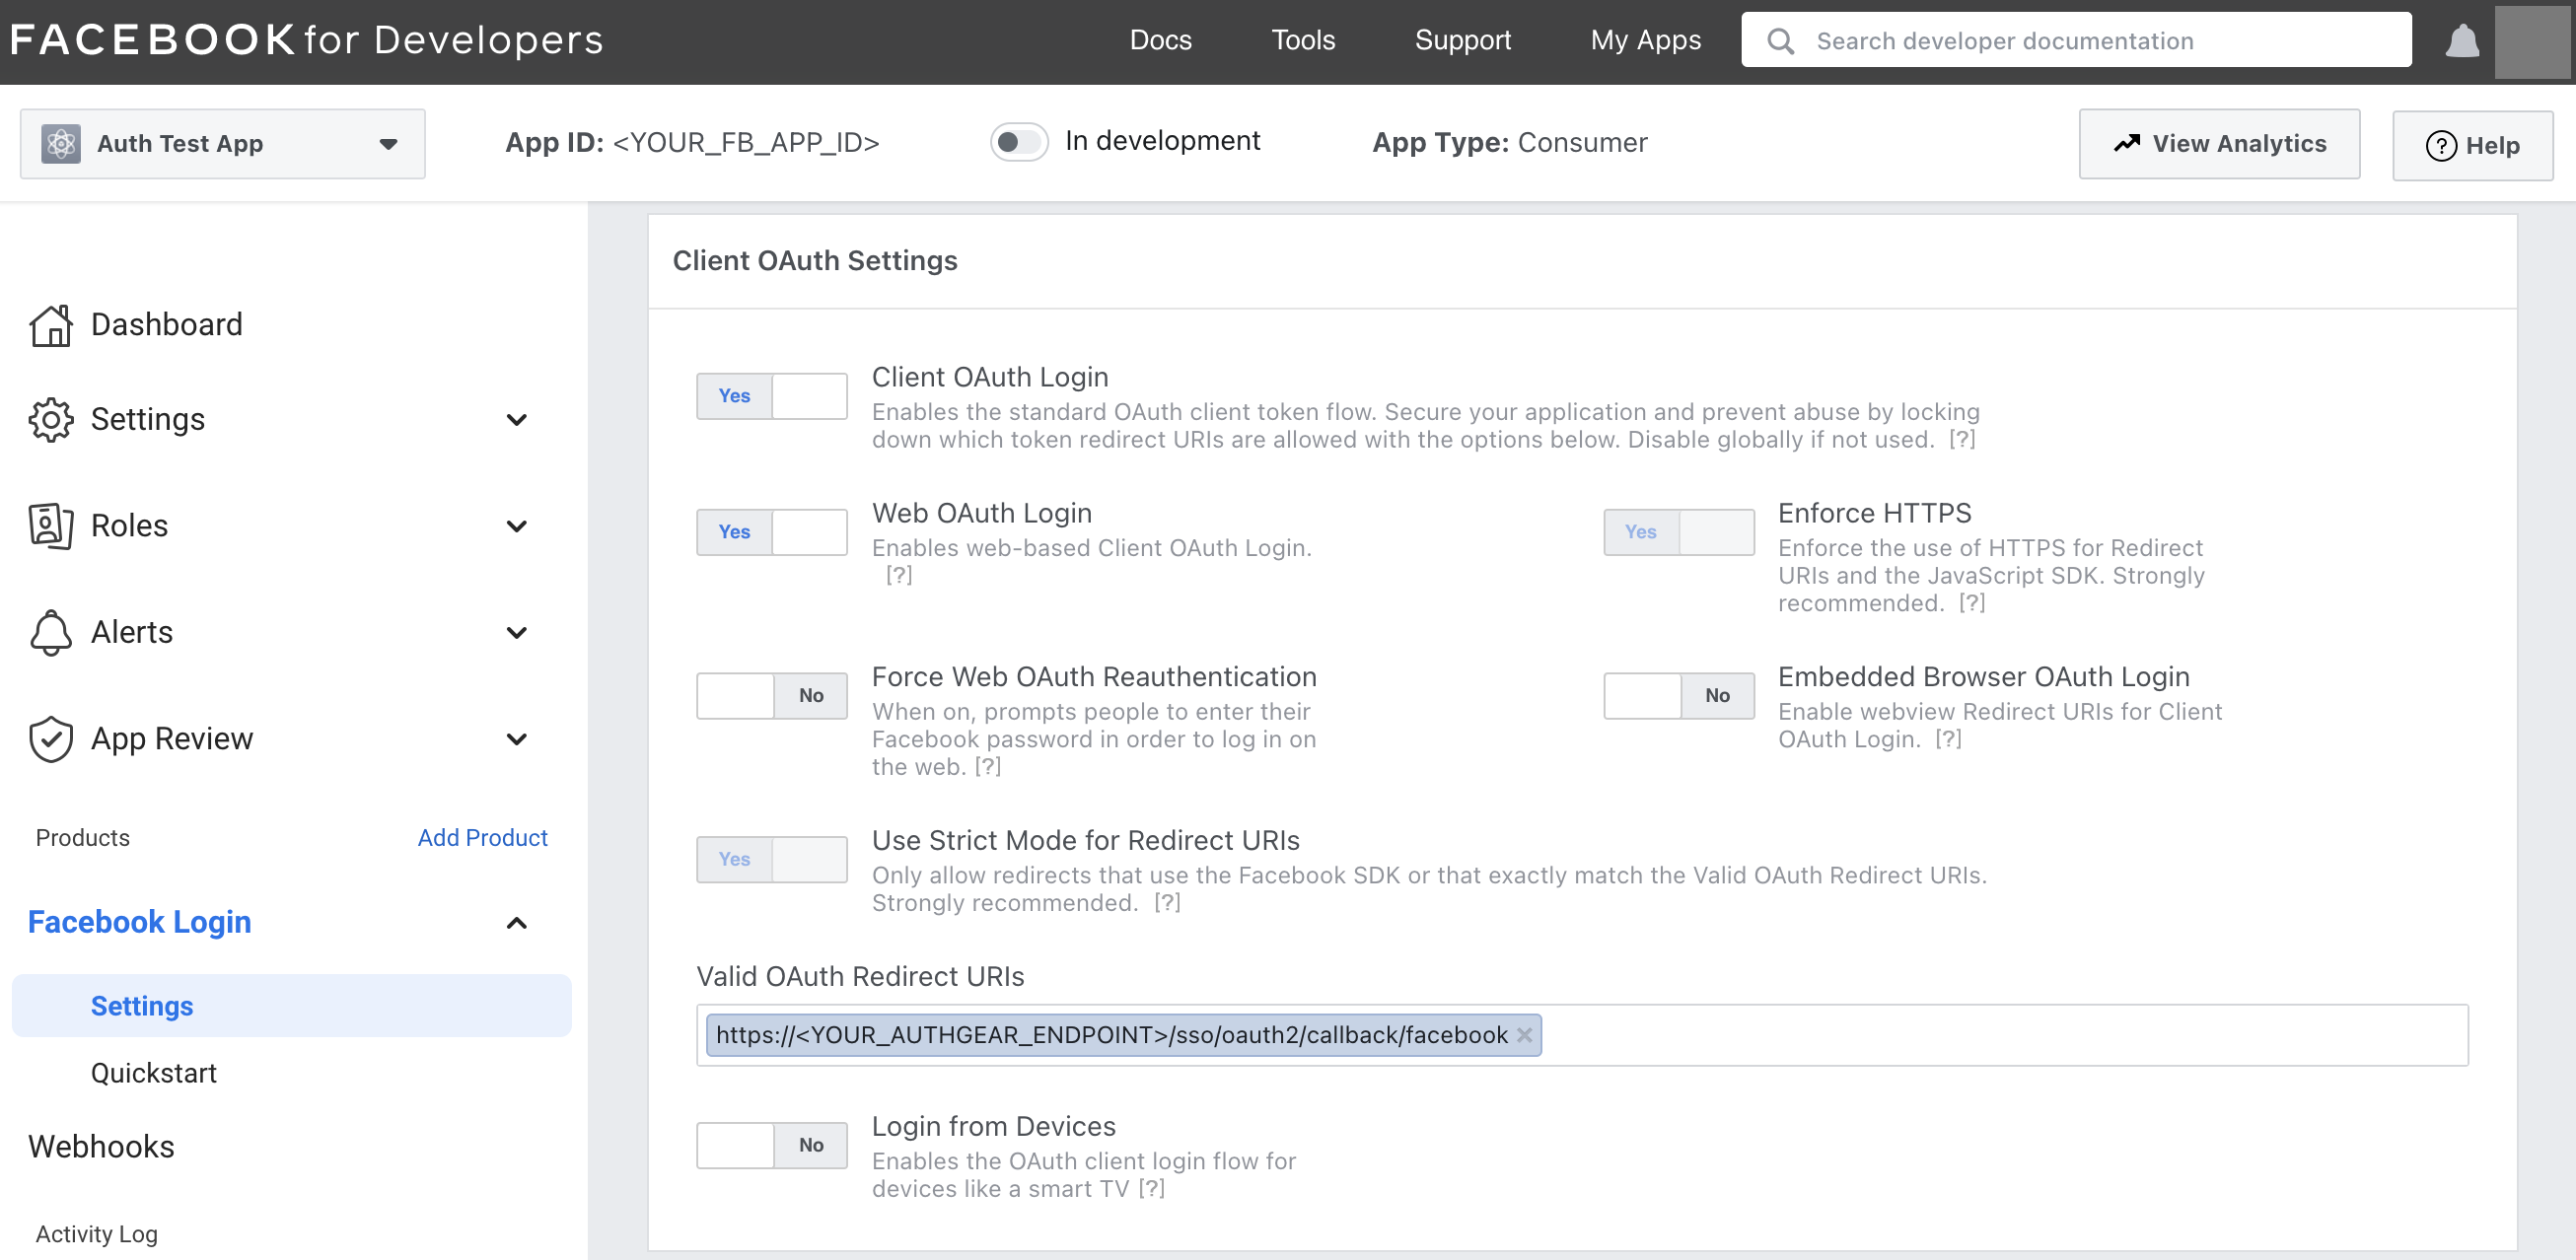 FACEBOOK for Developers
Docs
Tools
Support
My Apps
Search developer documentation
Auth Test App
App ID: <YOUR_FB_APP_ID>
In development
App Type: Consumer
View Analytics
Help
Dashboard
Settings
Roles
Alerts
App Review
Products
Add Product
Facebook Login
Settings
Quickstart
Webhooks
Activity Log
Client OAuth Settings
Yes
Client OAuth Login
Enables the standard OAuth client token flow. Secure your application and prevent abuse by locking
down which token redirect URIs are allowed with the options below. Disable globally if not used. [?]
Yes
Web OAuth Login
Enables web-based Client OAuth Login.
[?]
Yes
Enforce HTTPS
Enforce the use of HTTPS for Redirect
URIs and the JavaScript SDK. Strongly
recommended. [?]
No
Force Web OAuth Reauthentication
When on, prompts people to enter their
Facebook password in order to log in on
the web. [?]
No
Embedded Browser OAuth Login
Enable webview Redirect URIs for Client
OAuth Login. [?]
Yes
Use Strict Mode for Redirect URIs
Only allow redirects that use the Facebook SDK or that exactly match the Valid OAuth Redirect URIs.
Strongly recommended. [?]
Valid OAuth Redirect URIs
https://<YOUR_AUTHGEAR_ENDPOINT>/sso/oauth2/callback/facebook
No
Login from Devices
Enables the OAuth client login flow for
devices like a smart TV [?]